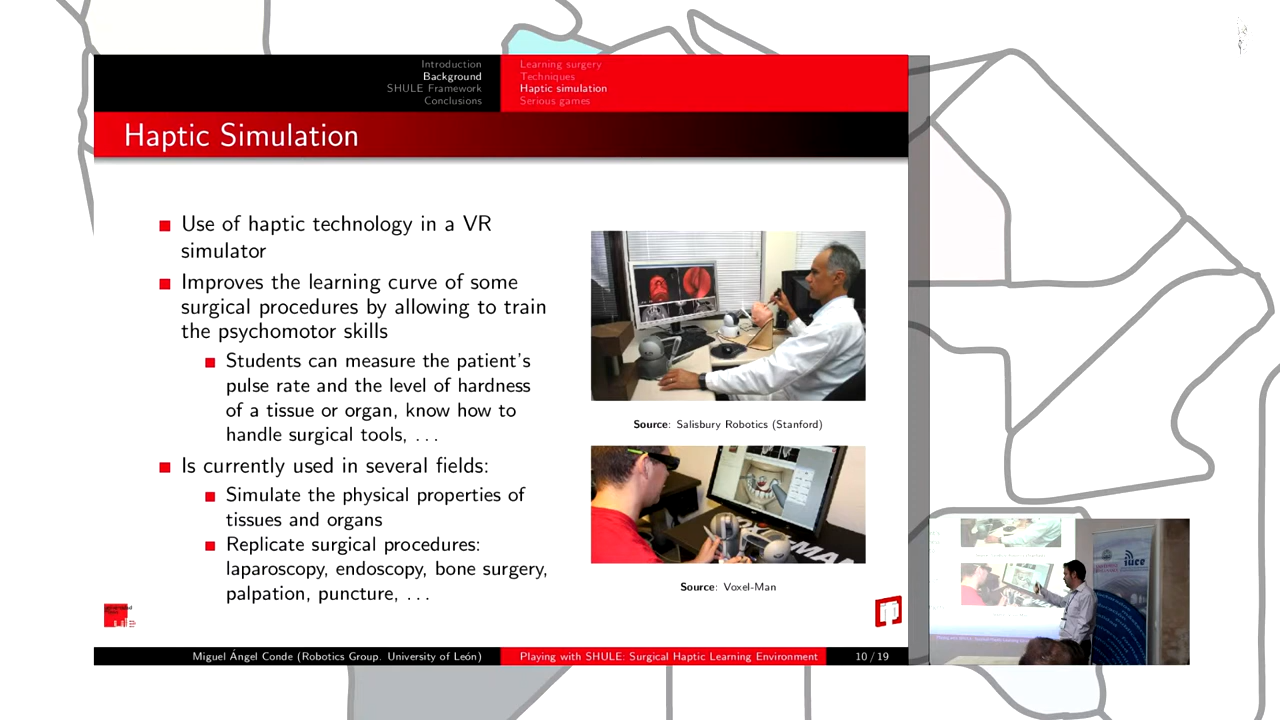 Introduction
Background
SHULE Framework
Conclusions
Learning surgery
Techniques
Haptic simulation
Serious games
Haptic Simulation
Use of haptic technology in a VR
simulator
Improves the learning curve of some
surgical procedures by allowing to train
the psychomotor skills
Students can measure the patient's
pulse rate and the level of hardness
of a tissue or organ, know how to
handle surgical tools, ...
Is currently used in several fields:
Simulate the physical properties of
tissues and organs
Replicate surgical procedures:
laparoscopy, endoscopy, bone surgery,
palpation, puncture, ...
Source: Salisbury Robotics (Stanford)
Source: Voxel-Man
Miguel Ángel Conde (Robotics Group. University of León)
Playing with SHULE: Surgical Haptic Learning Environment
10 / 19
iuce